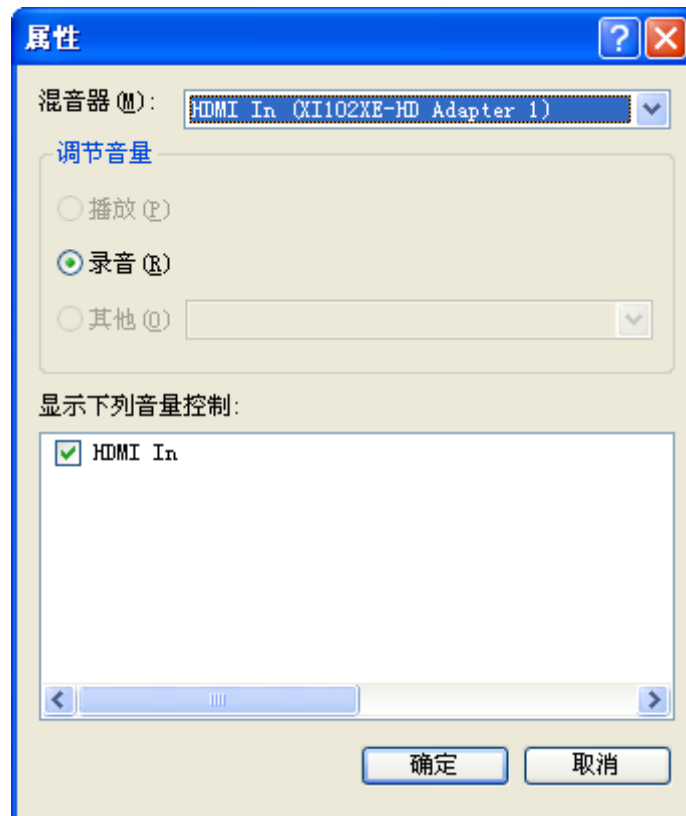 属性
混音器(M): HDMI In (XI102XE-HD Adapter 1)
调节音量
播放(P)
录音(R)
其他(O)
显示下列音量控制:
HDMI In
确定 取消